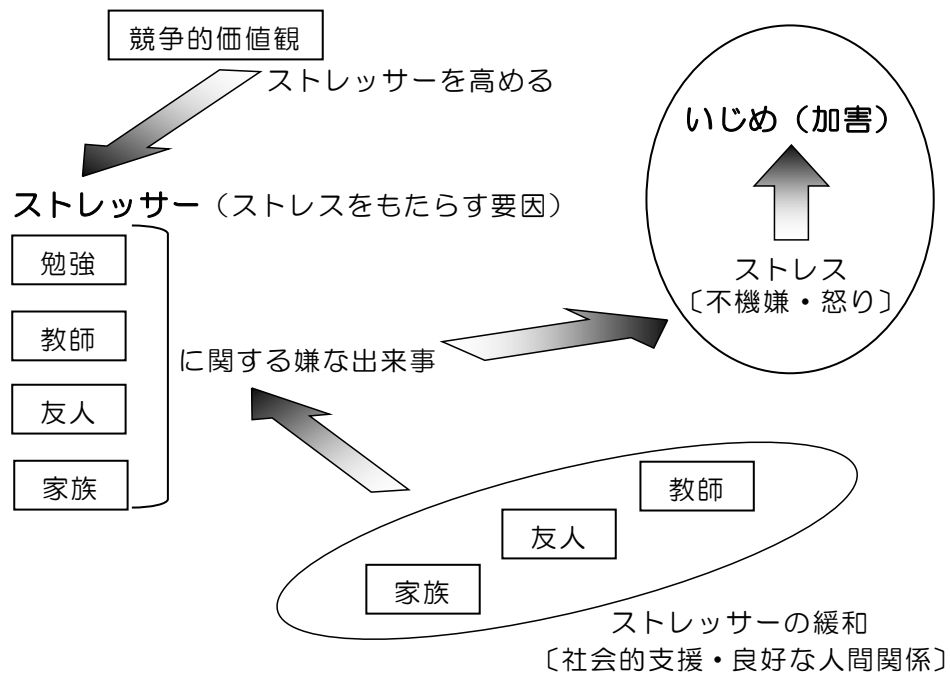 競争的価値観
ストレッサーを高める
いじめ（加害）
ストレッサー（ストレスをもたらす要因）
勉強
教師
友人
家族
に関する嫌な出来事
ストレス
〔不機嫌・怒り〕
教師
友人
家族
ストレッサーの緩和
〔社会的支援・良好な人間関係〕